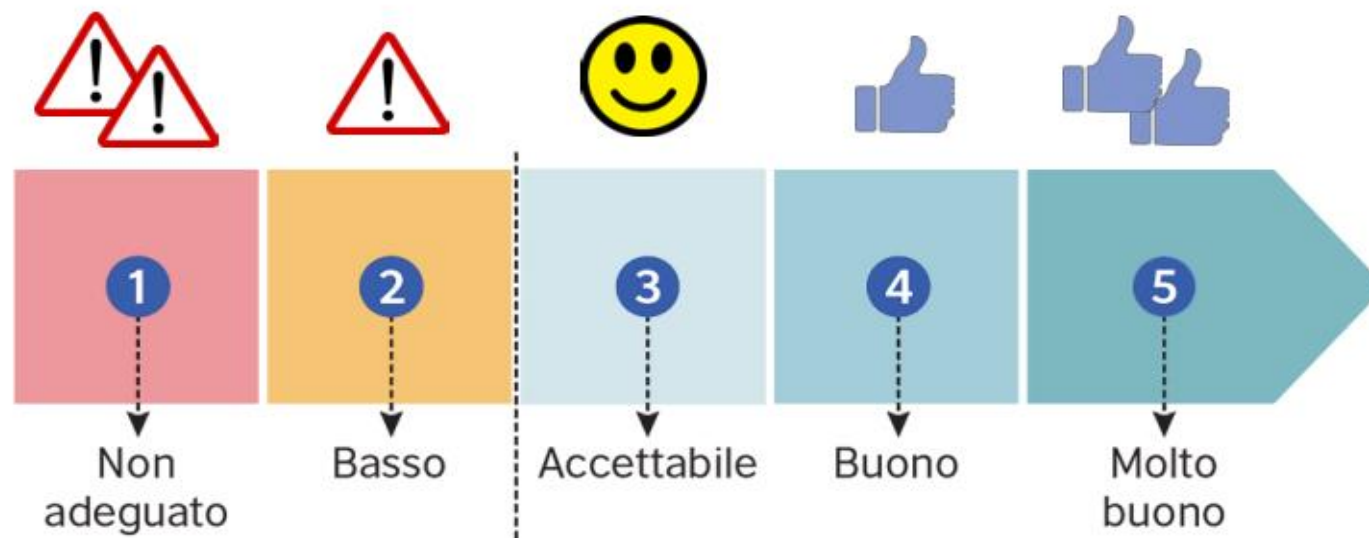 1
2
3
4
5
Non
adeguato
Basso
Accettabile
Buono
Molto
buono